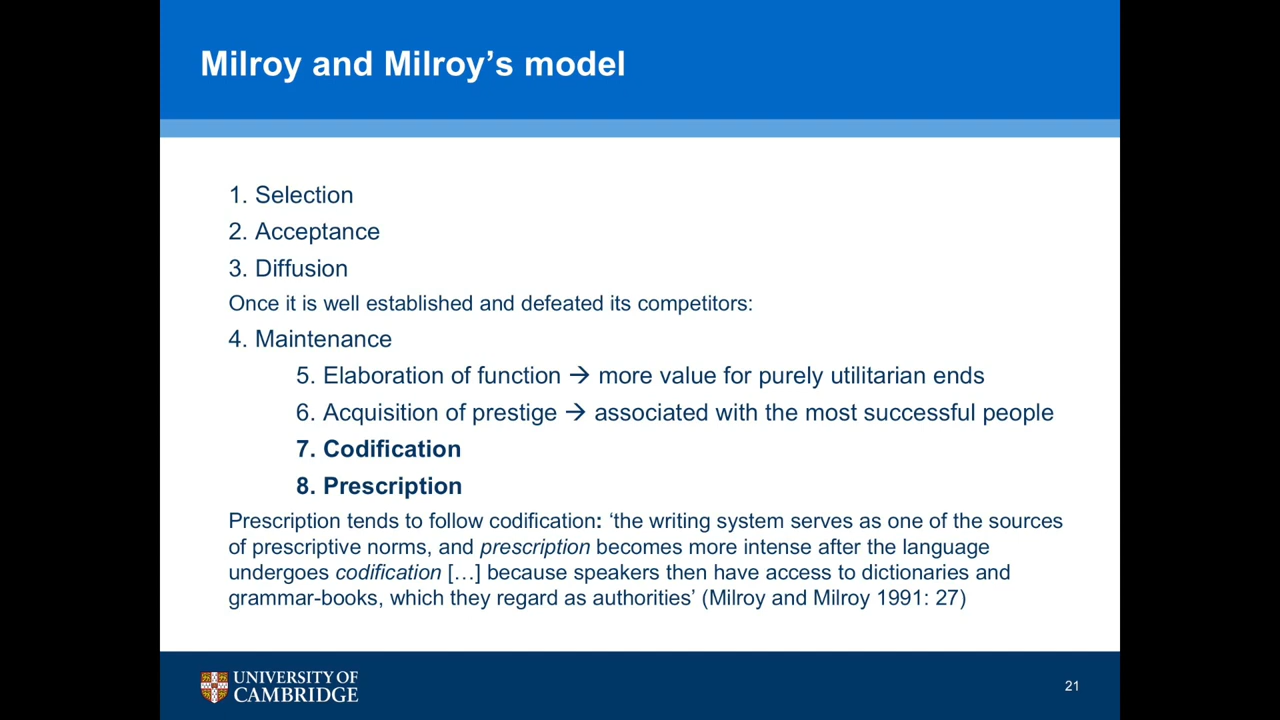 Milroy and Milroy’s model
1. Selection
2. Acceptance
3. Diffusion
Once it is well established and defeated its competitors:
4. Maintenance
5. Elaboration of function → more value for purely utilitarian ends
6. Acquisition of prestige → associated with the most successful people
7. Codification
8. Prescription
Prescription tends to follow codification: ‘the writing system serves as one of the sources
of prescriptive norms, and prescription becomes more intense after the language
undergoes codification […] because speakers then have access to dictionaries and
grammar-books, which they regard as authorities’ (Milroy and Milroy 1991: 27)
UNIVERSITY OF
CAMBRIDGE
21